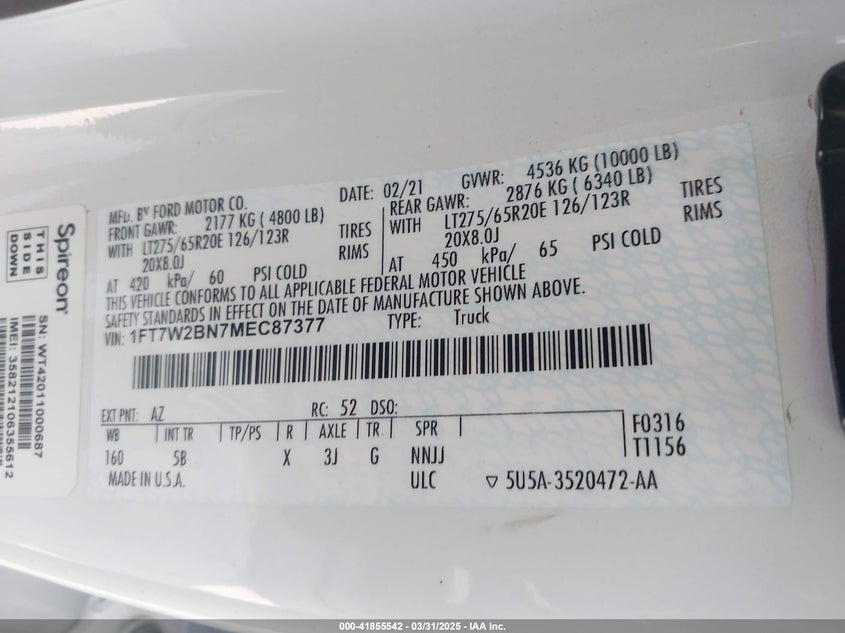 Spireon
THIS
SIDE
DOWN
SN: WT42011000687
IMEI: 358212106355612
MFD. BY FORD MOTOR CO.
DATE: 02/21
GVWR: 4536 KG (10000 LB)
FRONT GAWR: 2177 KG ( 4800 LB)
REAR GAWR: 2876 KG ( 6340 LB)
WITH LT275/65R20E 126/123R TIRES
WITH LT275/65R20E 126/123R TIRES
20X8.0J RIMS
20X8.0J RIMS
AT 420 kPa/ 60 PSI COLD
AT 450 kPa/ 65 PSI COLD
THIS VEHICLE CONFORMS TO ALL APPLICABLE FEDERAL MOTOR VEHICLE
SAFETY STANDARDS IN EFFECT ON THE DATE OF MANUFACTURE SHOWN ABOVE.
VIN: 1FT7W2BN7MEC87377 TYPE: Truck
EXT PNT: AZ RC: 52 DSO:
WB INT TR TP/PS R AXLE TR SPR
160 5B X 3J G NNJJ
F0316
T1156
MADE IN U.S.A. ULC ▽ 5U5A-3520472-AA
000-41855542 - 03/31/2025 - IAA Inc.